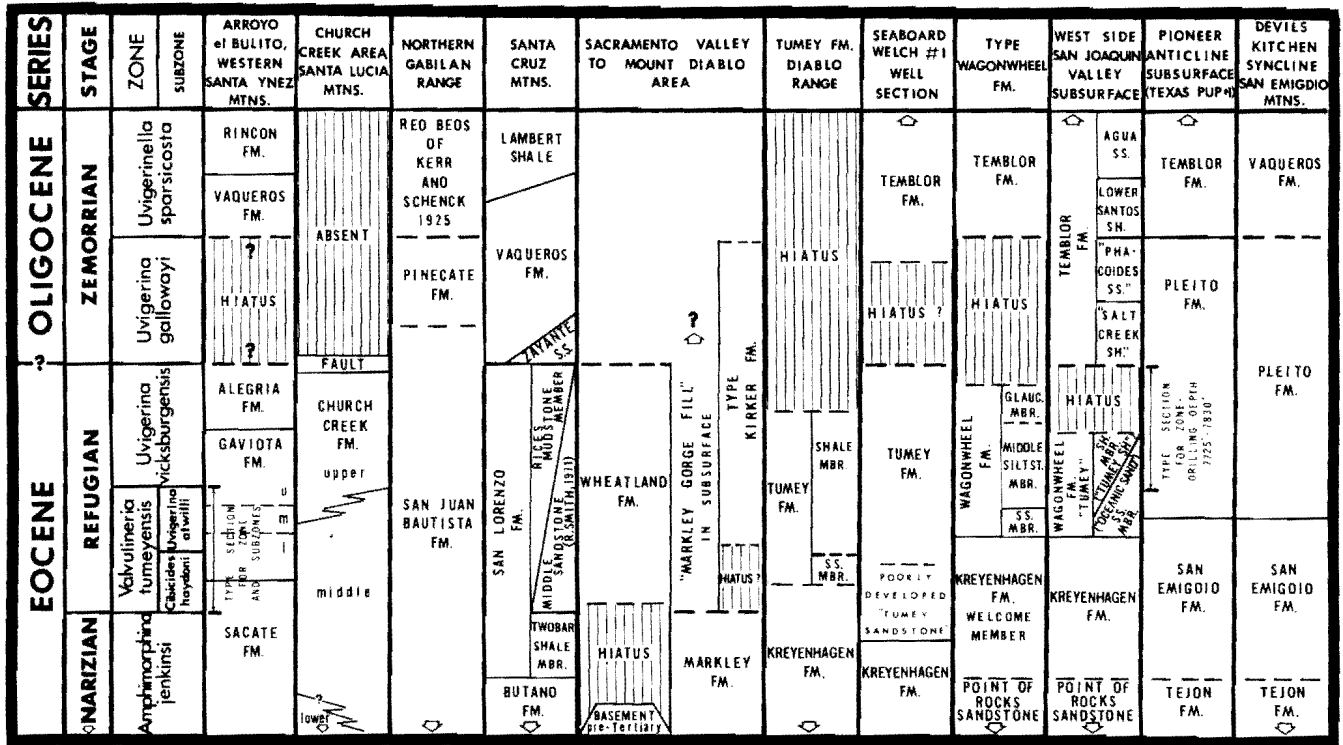 SERIES
STAGE
ZONE
SUBZONE
ARROYO
el BULITO,
WESTERN
SANTA YNEZ
MTNS.
CHURCH
CREEK AREA
SANTA LUCIA
MTNS.
NORTHERN
GABILAN
RANGE
SANTA
CRUZ
MTNS.
SACRAMENTO VALLEY
TO MOUNT DIABLO
AREA
TUMEY FM.
DIABLO
RANGE
SEABOARD
WELCH #1
WELL
SECTION
TYPE
WAGONWHEEL
FM.
WEST SIDE
SAN JOAQUIN
VALLEY
SUBSURFACE
PIONEER
ANTICLINE
SUBSURFACE
(TEXAS PUP#1)
DEVILS
KITCHEN
SYNCLINE
SAN EMIGDIO
MTNS.
EOCENE ? OLIGOCENE
NARIZIAN
REFUGIAN
ZEMORRIAN
Uvigerinella
sparsicosta
Uvigerina
gallowayi
Uvigerina
vicksburgensis
Valvulineria
tumeyensis
Uvigerina
atwilli
Cibicides
haydoni
Amphimorphina
jenkinsi
RINCON
FM.
VAQUEROS
FM.
?
HIATUS
?
ALEGRIA
FM.
GAVIOTA
FM.
u
m
l
TYPE SECTION
FOR ZONE
AND SUBZONES
SACATE
FM.
ABSENT
FAULT
CHURCH
CREEK
FM.
upper
middle
?
lower
RED BEDS
OF
KERR
AND
SCHENCK
1925
PINECATE
FM.
SAN JUAN
BAUTISTA
FM.
LAMBERT
SHALE
VAQUEROS
FM.
ZAYANTE
S.S.
SAN LORENZO
FM.
RICES
MUDSTONE
MEMBER
MIDDLE
SANDSTONE
(R.SMITH, 1971)
TWOBAR
SHALE
MBR.
BUTANO
FM.
WHEATLAND
FM.
HIATUS
BASEMENT
pre-Tertiary
?
"MARKLEY GORGE FILL"
IN SUBSURFACE
TYPE
KIRKER FM.
HIATUS ?
MARKLEY
FM.
HIATUS
TUMEY
FM.
SHALE
MBR.
SS.
MBR.
KREYENHAGEN
FM.
TEMBLOR
FM.
HIATUS ?
TUMEY
FM.
POORLY
DEVELOPED
"TUMEY
SANDSTONE"
KREYENHAGEN
FM.
TEMBLOR
FM.
HIATUS
WAGONWHEEL
FM.
GLAUC.
MBR.
MIDDLE
SILTST.
MBR.
SS.
MBR.
KREYENHAGEN
FM.
WELCOME
MEMBER
POINT OF
ROCKS
SANDSTONE
TEMBLOR
FM.
AGUA
SS.
LOWER
SANTOS
SH.
"PHA-
COIDES
SS."
"SALT
CREEK
SH."
HIATUS
WAGONWHEEL
FM.
"TUMEY"
SH.
MBR.
("TUMEY SH")
("OCEANIC SAND")
SS.
MBR.
KREYENHAGEN
FM.
POINT OF
ROCKS
SANDSTONE
TEMBLOR
FM.
PLEITO
FM.
TYPE SECTION
FOR ZONE-
DRILLING DEPTH
7725-7830'
SAN
EMIGDIO
FM.
TEJON
FM.
VAQUEROS
FM.
PLEITO
FM.
SAN
EMIGDIO
FM.
TEJON
FM.